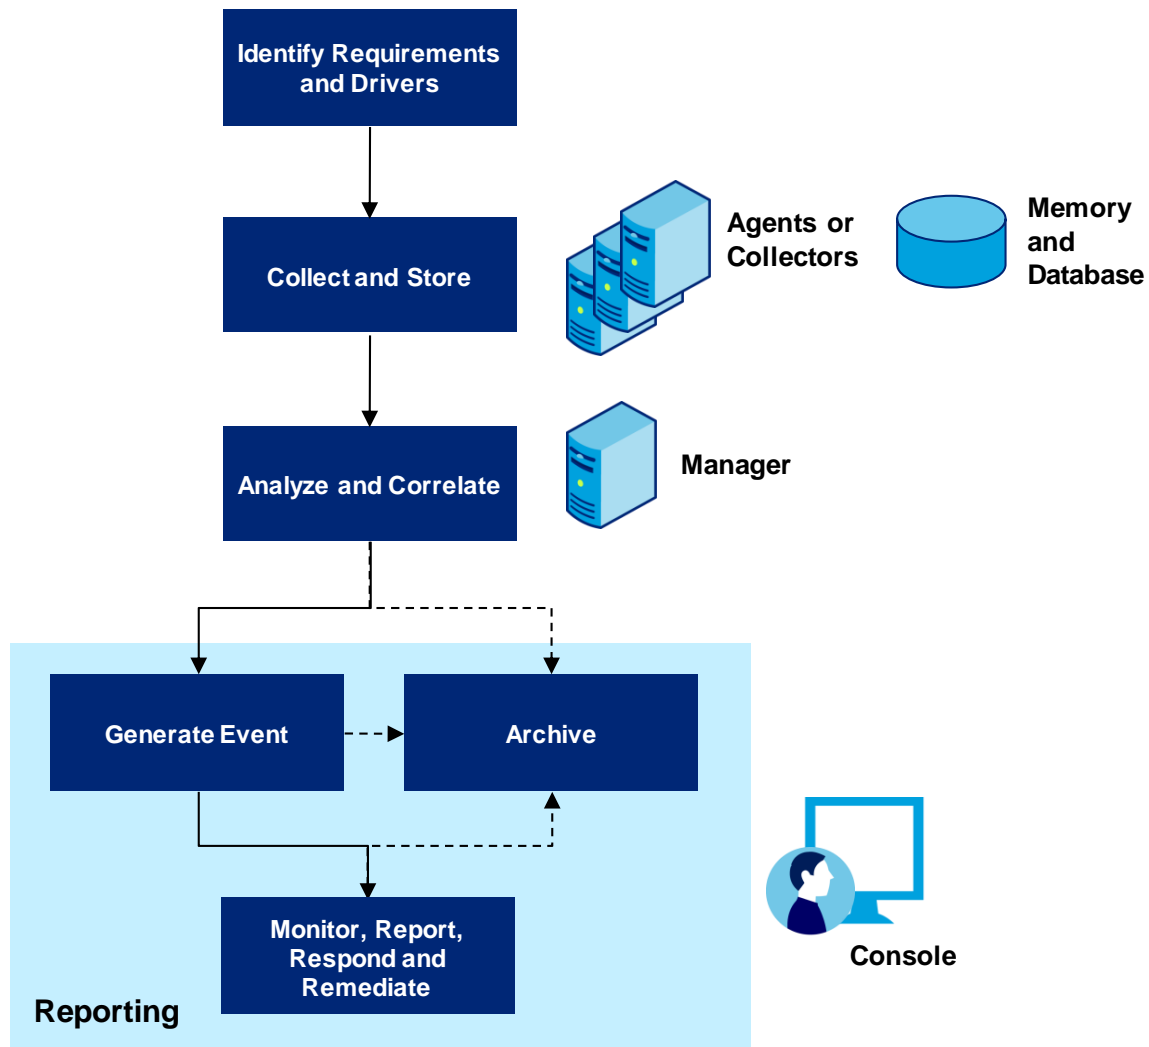 Identify Requirements
and Drivers
Collect and Store
Agents or
Collectors
Memory
and
Database
Analyze and Correlate
Manager
Generate Event
Archive
Monitor, Report,
Respond and
Remediate
Console
Reporting